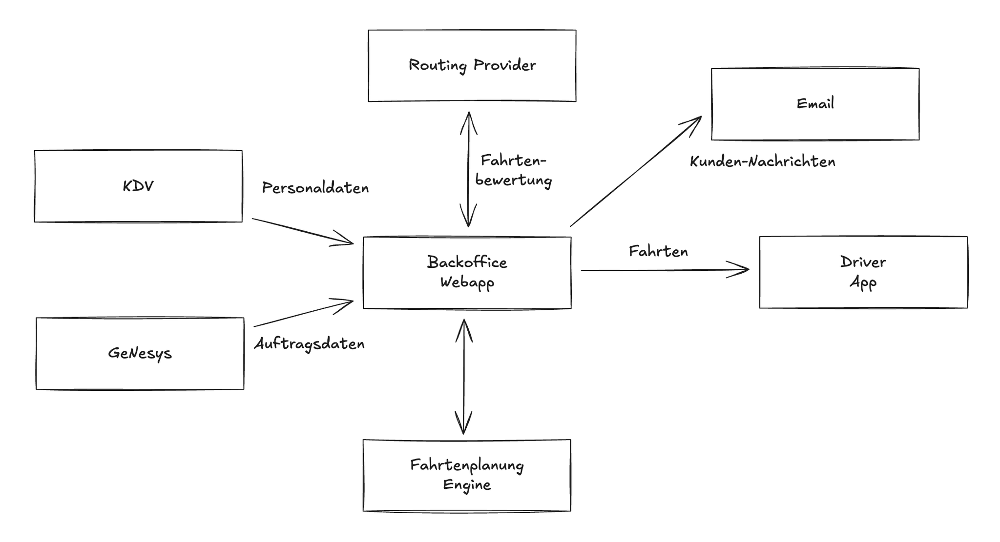 Routing Provider
Email
Fahrten-
bewertung
Kunden-Nachrichten
KDV
Personaldaten
Backoffice
Webapp
Fahrten
Driver
App
GeNesys
Auftragsdaten
Fahrtenplanung
Engine